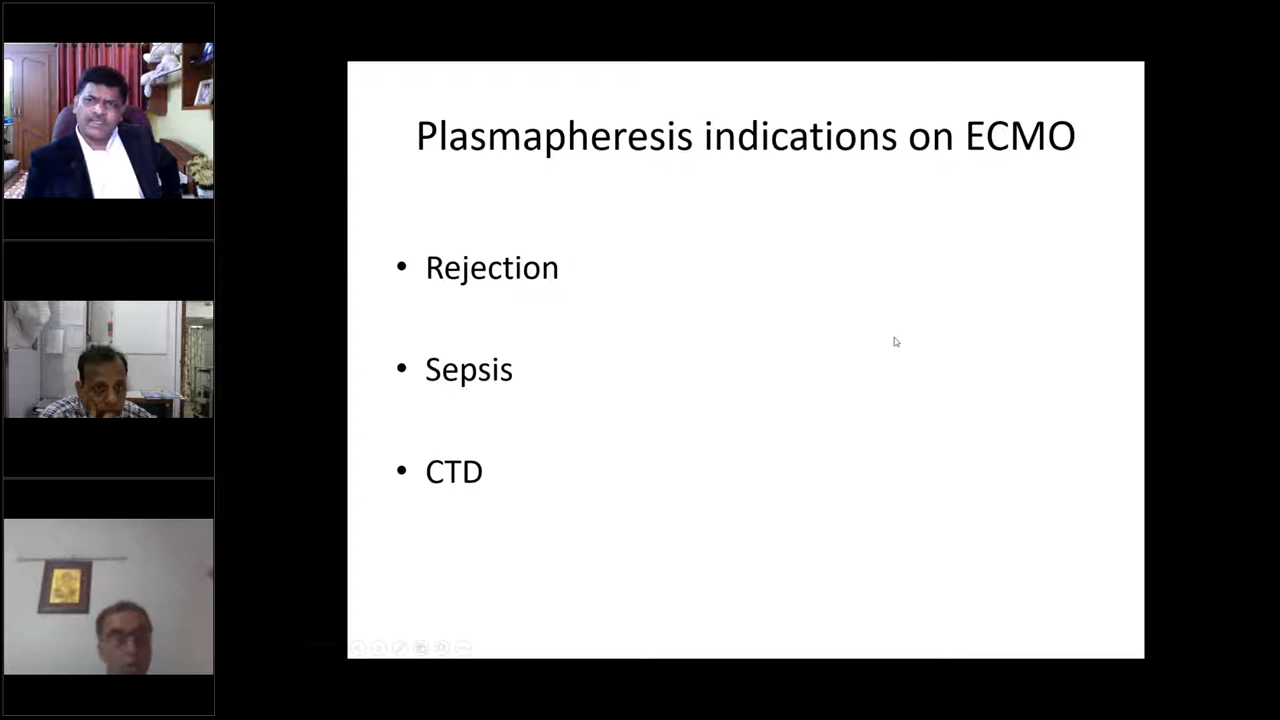 Plasmapheresis indications on ECMO
• Rejection
• Sepsis
• CTD